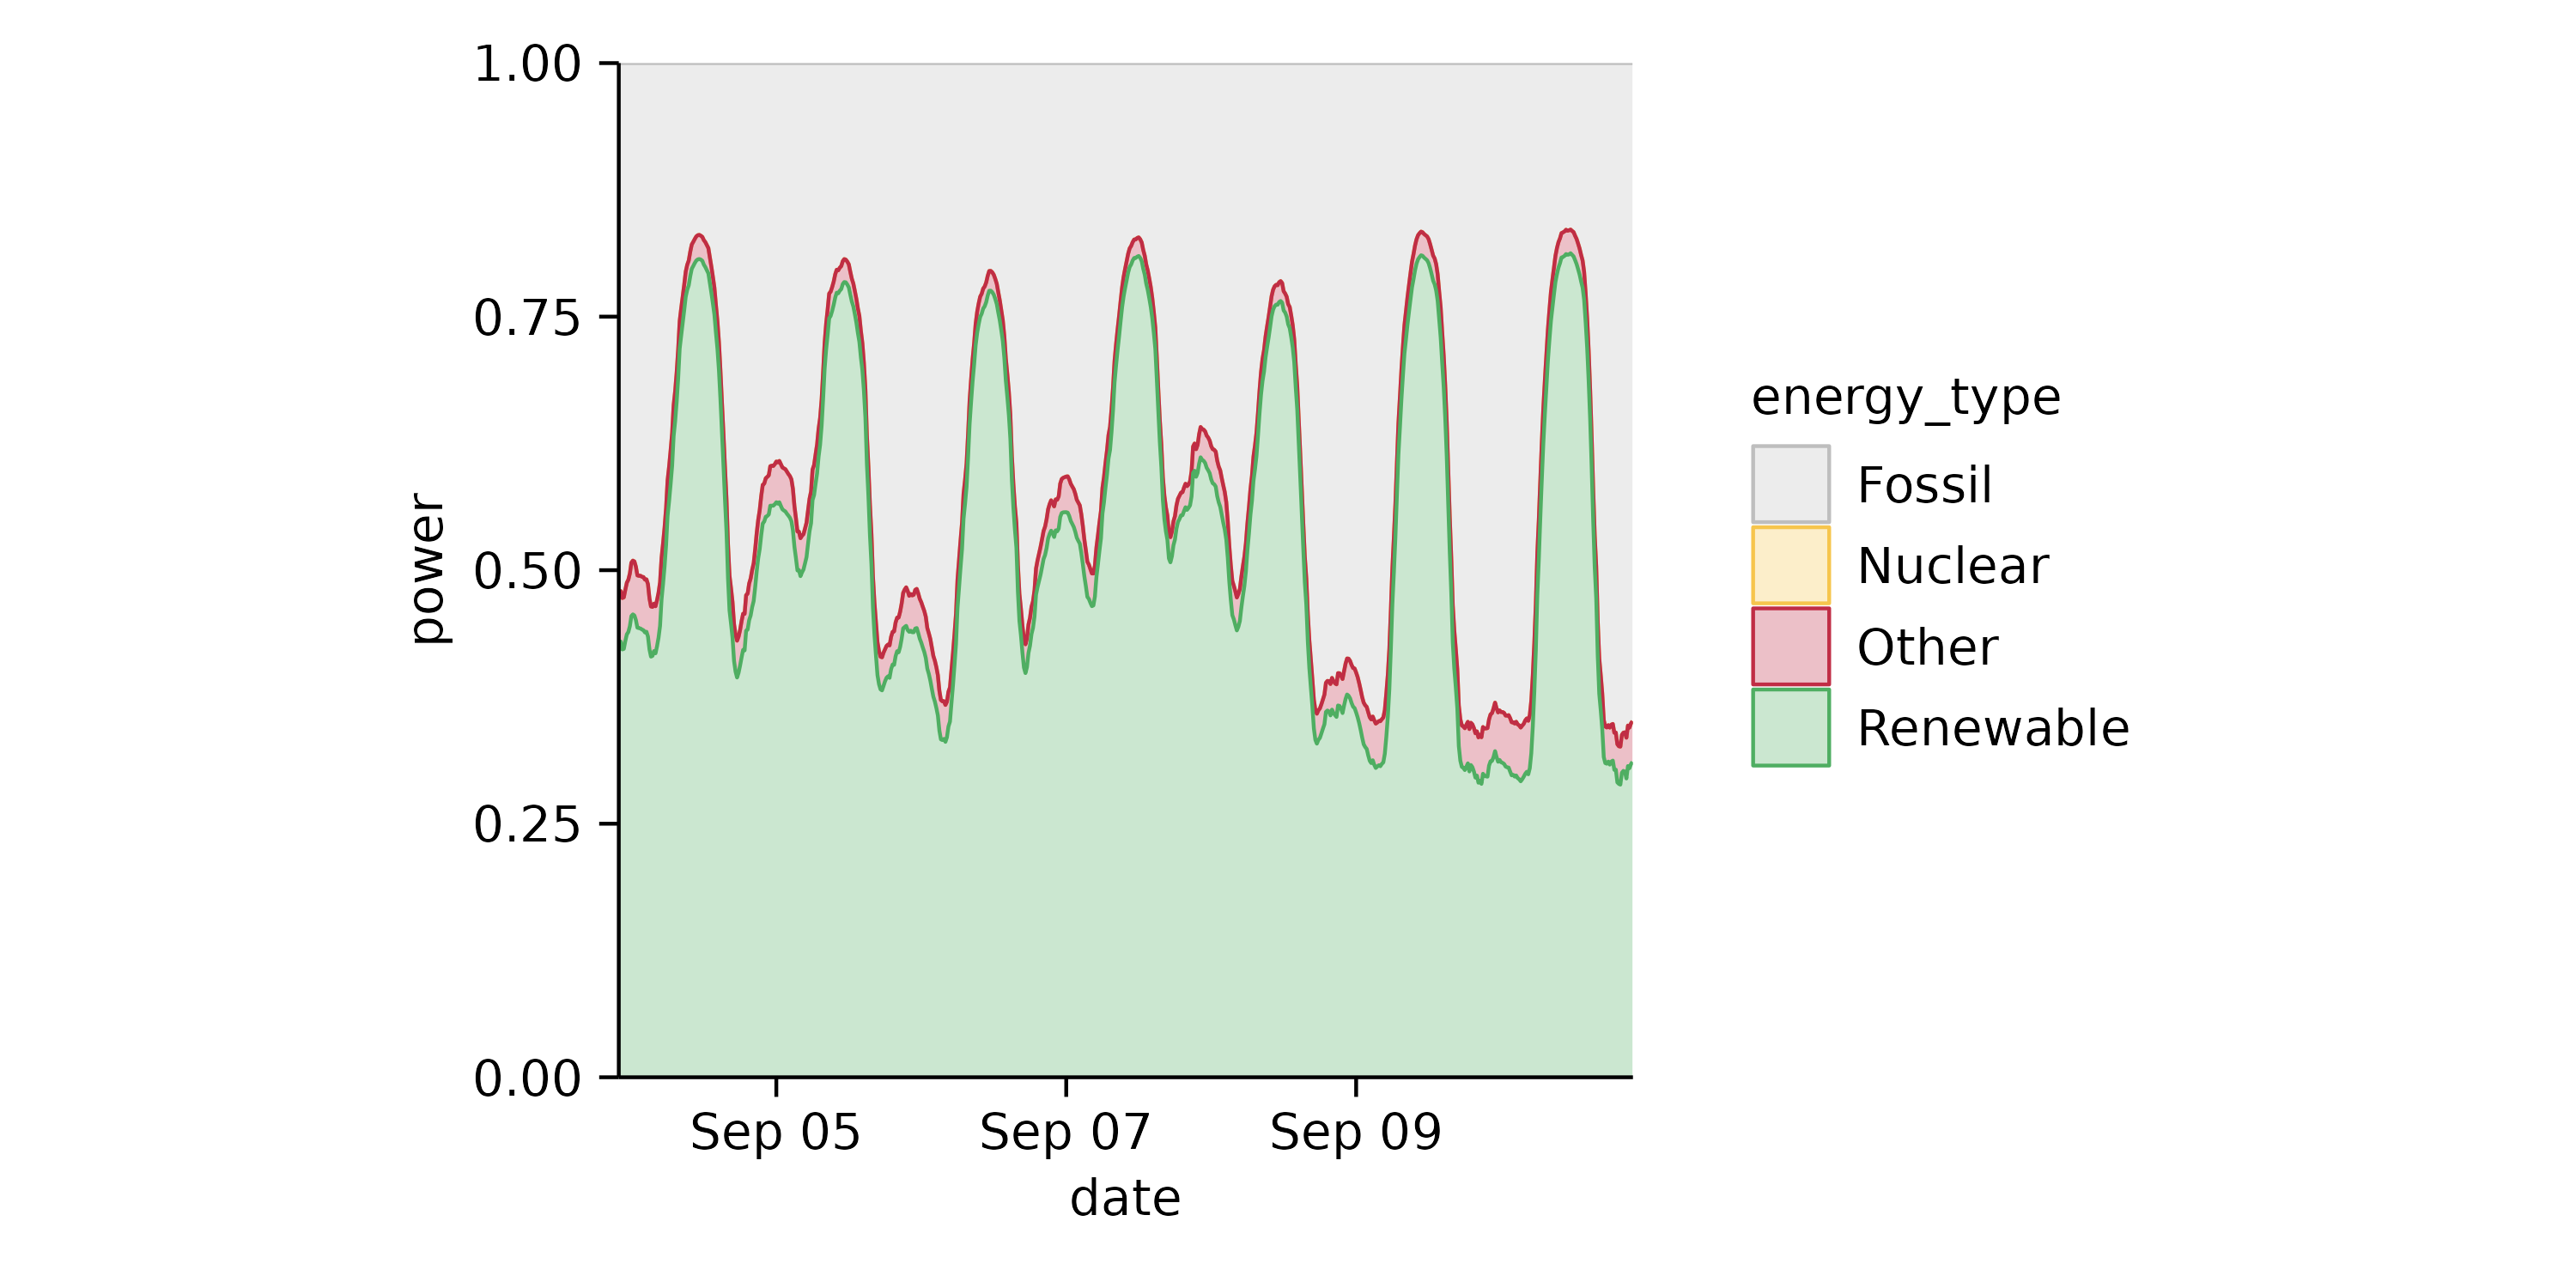 1.00
0.75
0.50
0.25
0.00
power
Sep 05
Sep 07
Sep 09
date
energy_type
Fossil
Nuclear
Other
Renewable